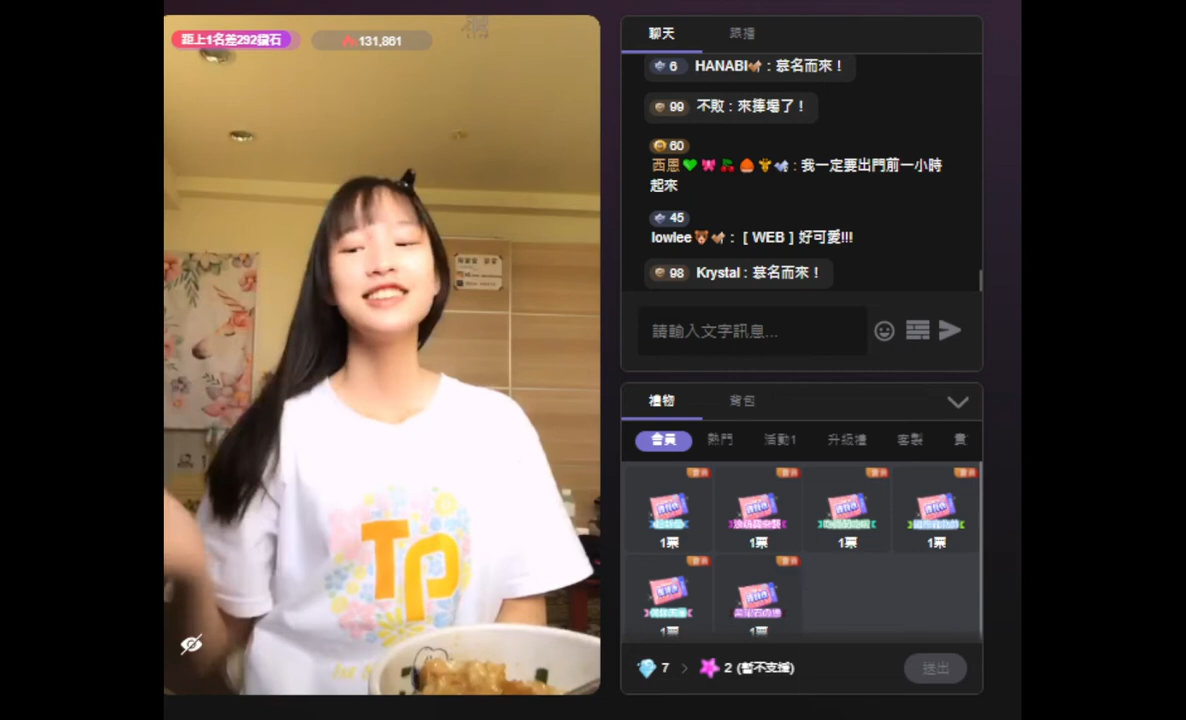 距上1名差292鑽石
131,861
聊天
跟播
6 HANABI : 慕名而來！
99 不敗 : 來捧場了！
60
西恩 : 我一定要出門前一小時
起來
45
lowlee : [ WEB ] 好可愛!!!
98 Krystal : 慕名而來！
請輸入文字訊息...
禮物
背包
會員
熱門
活動1
升級禮
客製
TP
1票
1票
1票
1票
1票
1票
7 > 2 (暫不支援)
送出